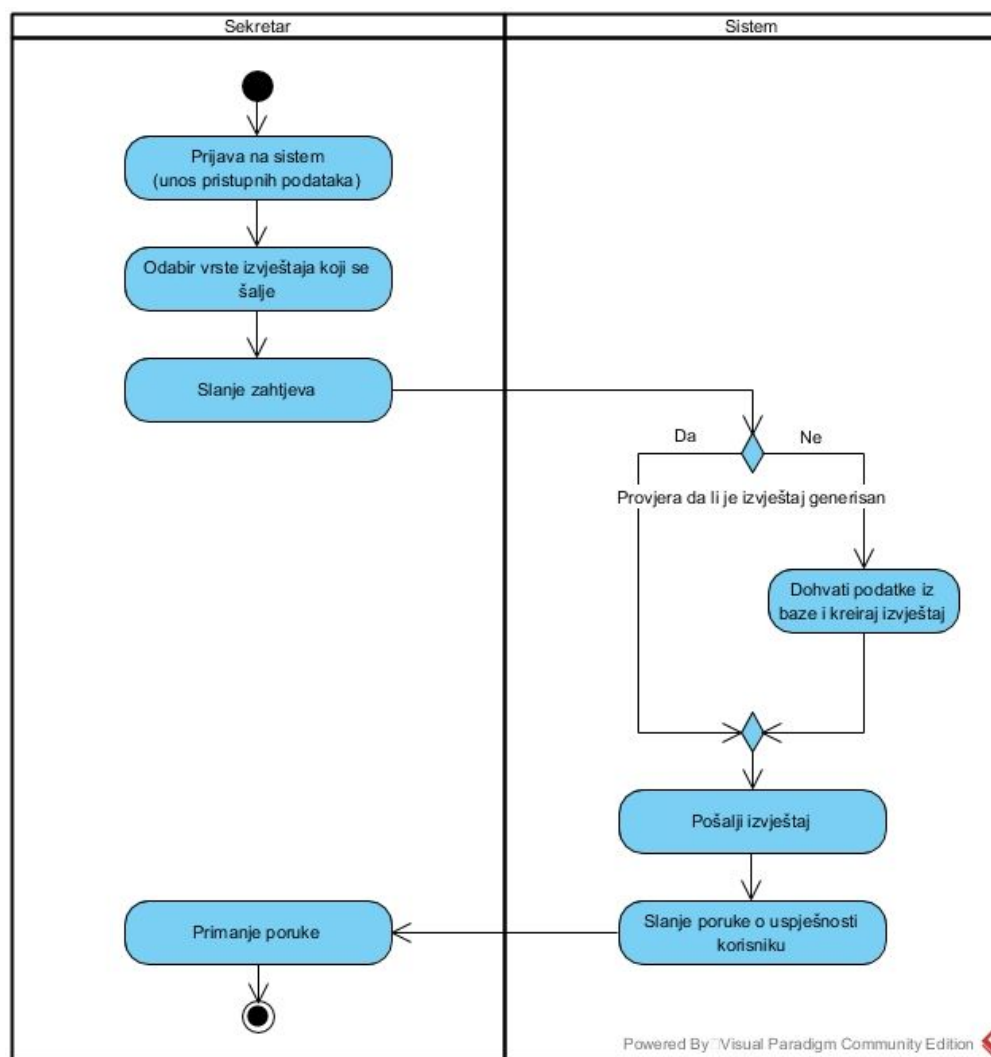 Sekretar
Sistem
Prijava na sistem
(unos pristupnih podataka)
Odabir vrste izvještaja koji se
šalje
Slanje zahtjeva
Da
Ne
Provjera da li je izvještaj generisan
Dohvati podatke iz
baze i kreiraj izvještaj
Pošalji izvještaj
Slanje poruke o uspješnosti
korisniku
Primanje poruke
Powered By Visual Paradigm Community Edition